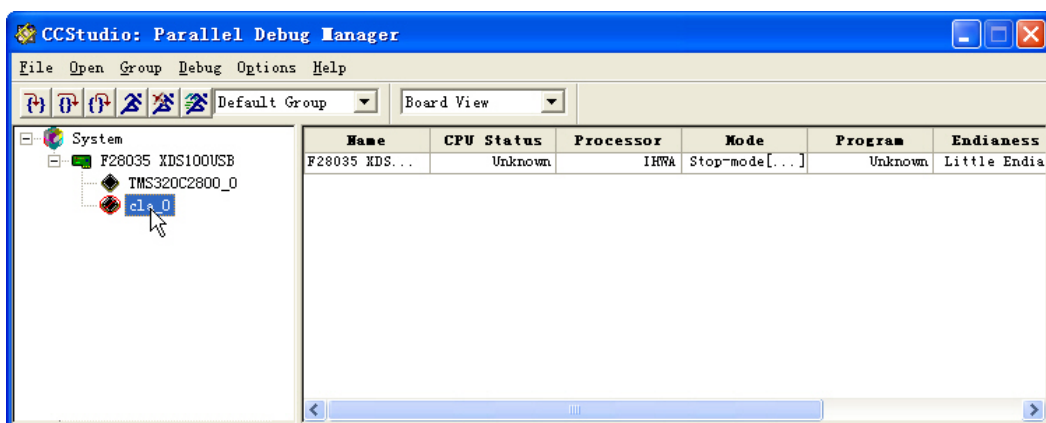 CCStudio: Parallel Debug Manager
File Open Group Debug Options Help
Default Group Board View
System
F28035 XDS100USB
TMS320C2800_0
cla_0
Name CPU Status Processor Mode Program Endianess
F28035 XDS... Unknown IHWA Stop-mode[...] Unknown Little Endia